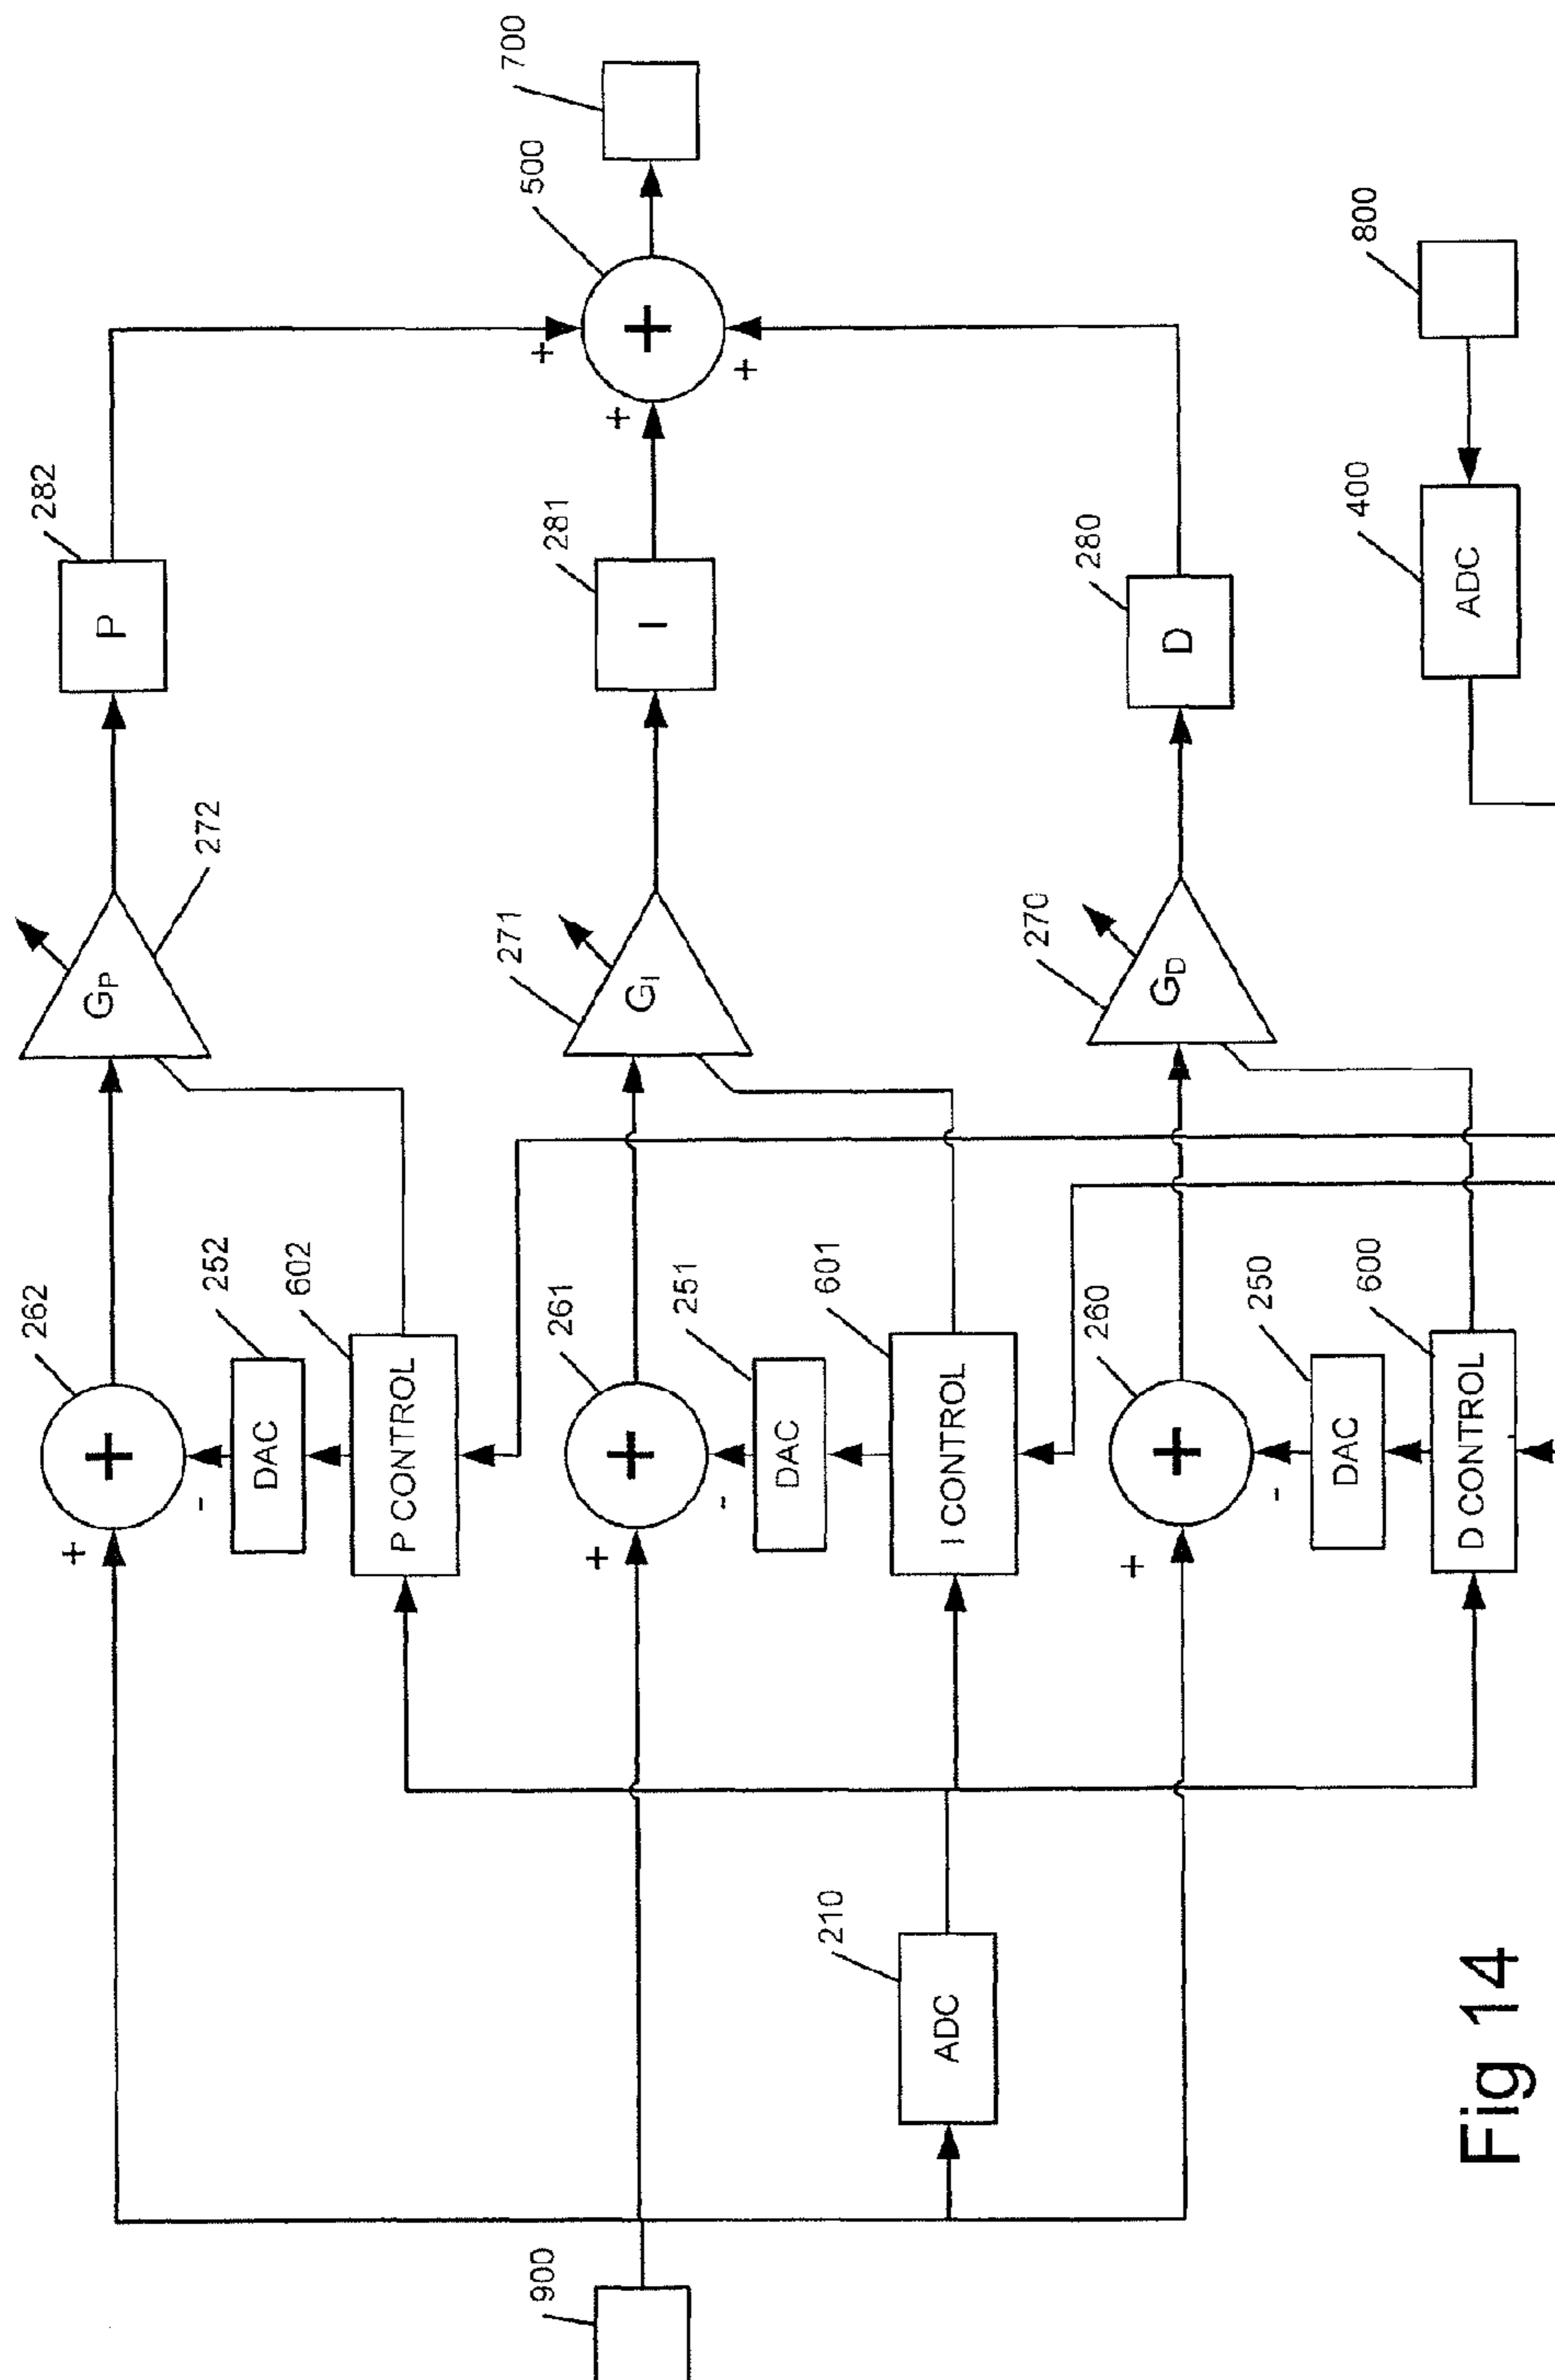 262
+
-
252
DAC
602
P CONTROL
GP
272
282
P
+
500
+
+
+
700
261
+
+
-
251
DAC
601
I CONTROL
271
GI
281
I
900
210
ADC
260
+
+
-
250
DAC
600
D CONTROL
270
GD
280
D
+
400
ADC
800
Fig 14